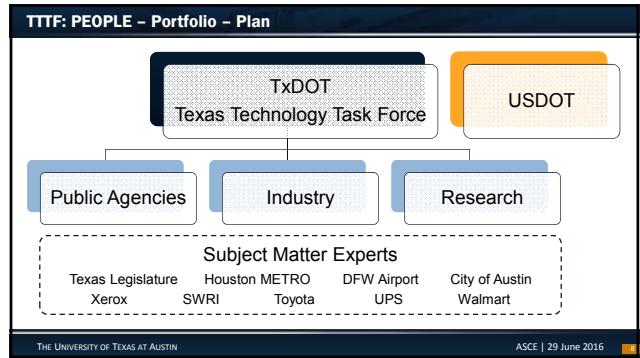 TTTF: PEOPLE – Portfolio – Plan
TxDOT
Texas Technology Task Force
USDOT
Public Agencies
Industry
Research
Subject Matter Experts
Texas Legislature Houston METRO DFW Airport City of Austin
Xerox SWRI Toyota UPS Walmart
THE UNIVERSITY OF TEXAS AT AUSTIN
ASCE | 29 June 2016 8